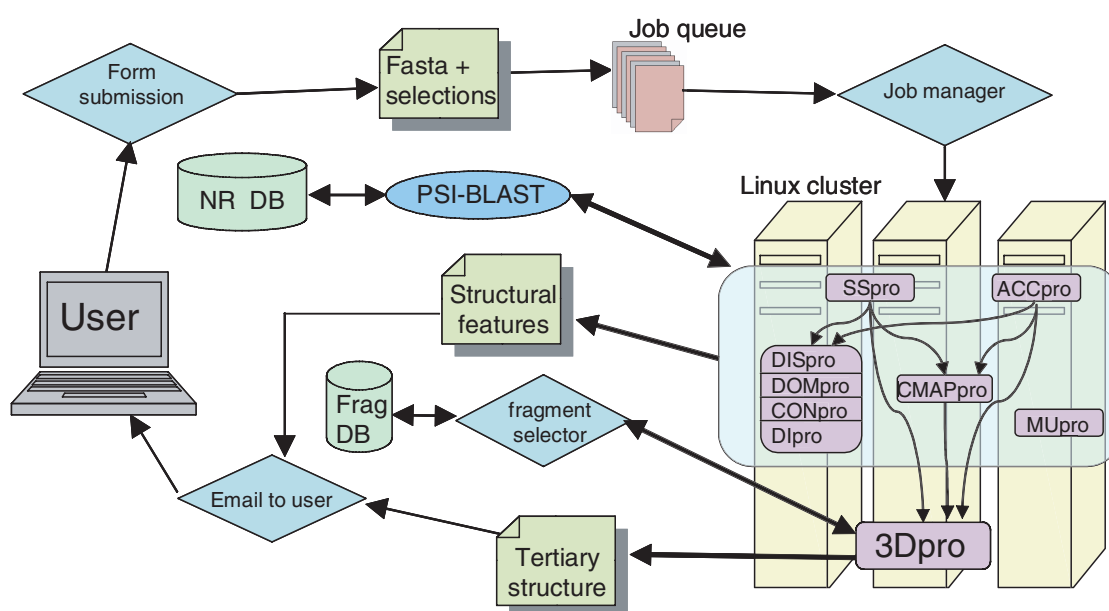 Job queue
Form
submission
Fasta +
selections
Job manager
NR DB
PSI-BLAST
Linux cluster
SSpro
ACCpro
User
Structural
features
DISpro
DOMpro
CONpro
DIpro
CMAPpro
MUpro
Frag
DB
fragment
selector
Email to user
Tertiary
structure
3Dpro